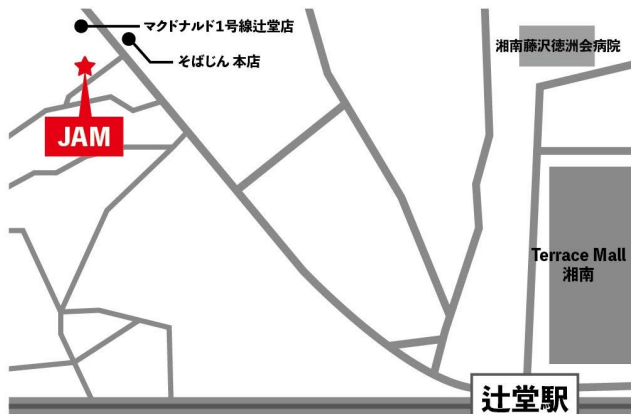 マクドナルド1号線辻堂店
そばじん 本店
湘南藤沢徳洲会病院
JAM
Terrace Mall
湘南
辻堂駅